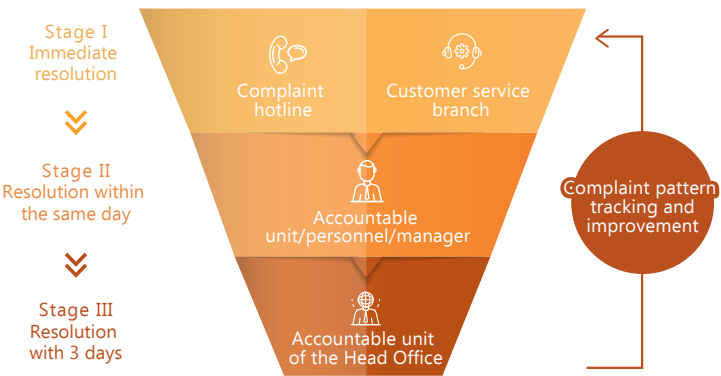 Stage I
Immediate
resolution
Complaint
hotline
Customer service
branch
Stage II
Resolution within
the same day
Accountable
unit/personnel/manager
Stage III
Resolution
with 3 days
Accountable unit
of the Head Office
Complaint pattern
tracking and
improvement